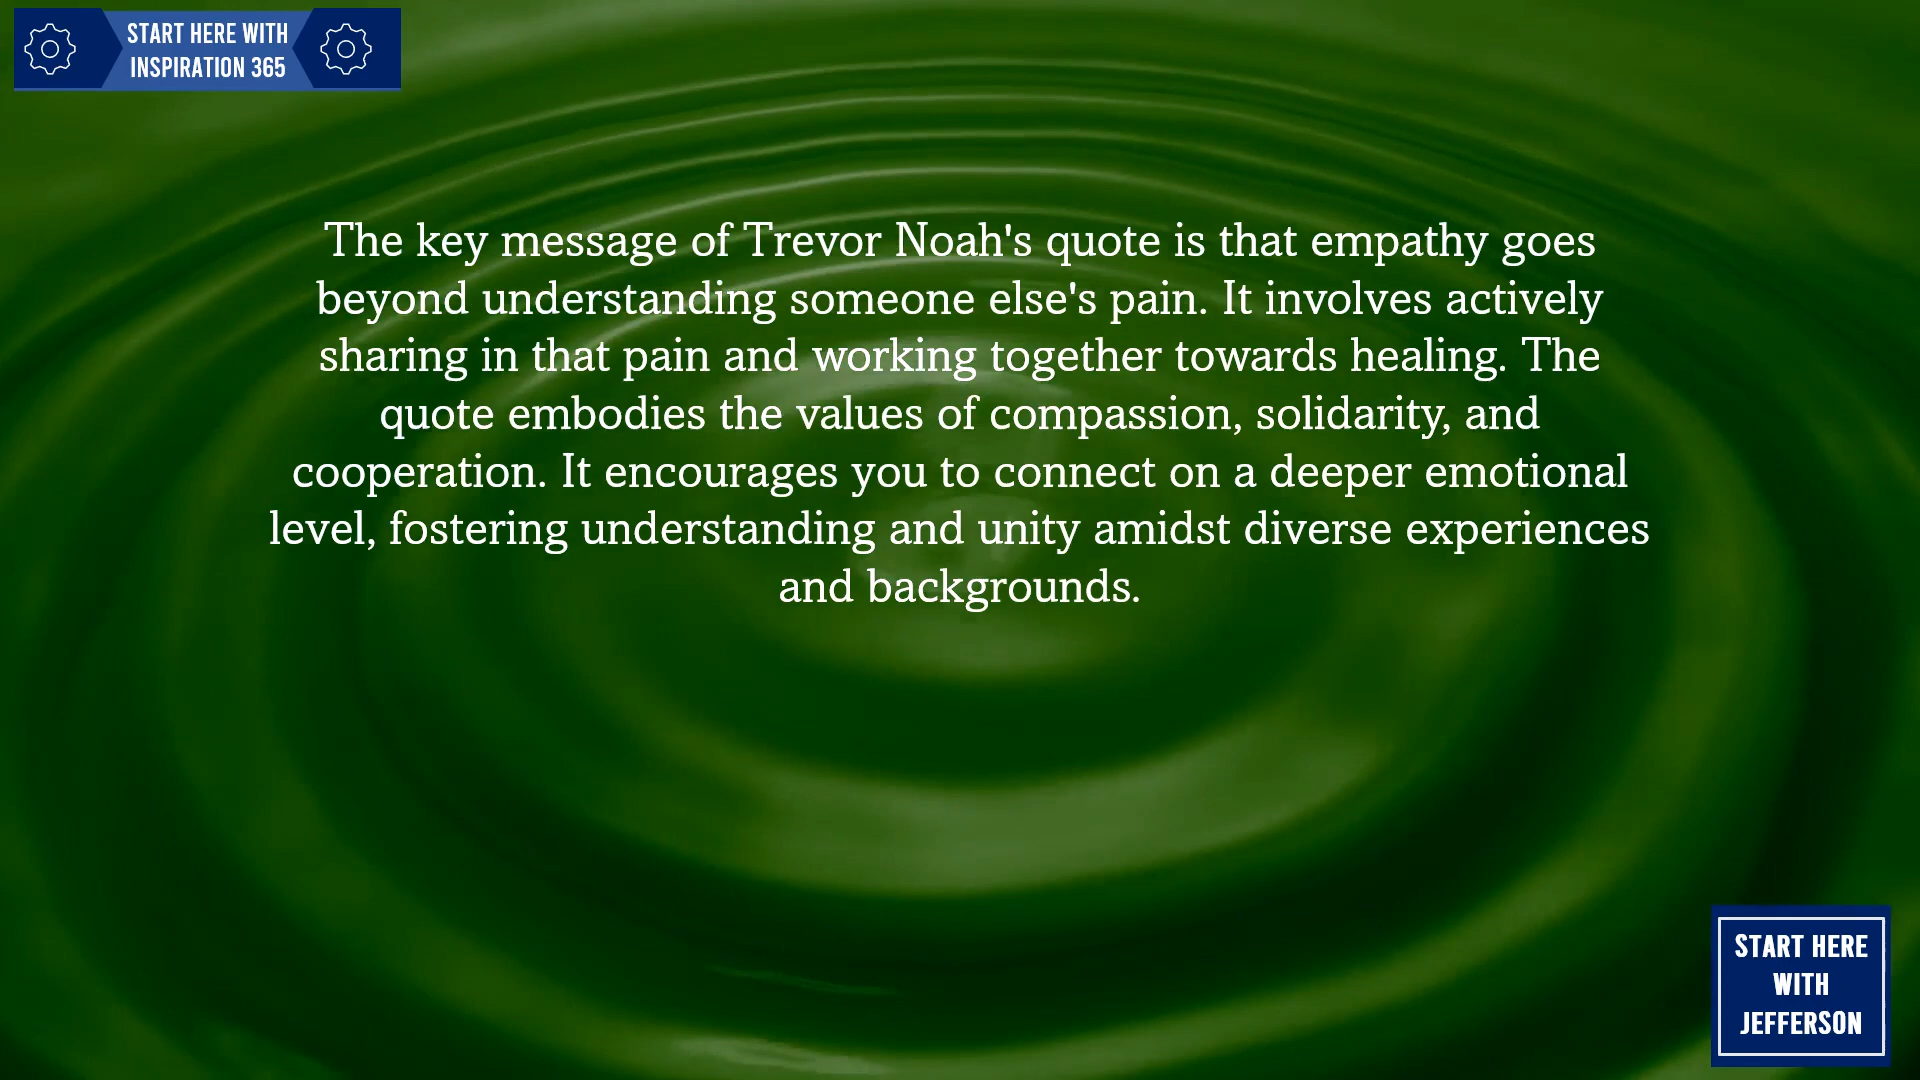 START HERE WITH
INSPIRATION 365
The key message of Trevor Noah's quote is that empathy goes
beyond understanding someone else's pain. It involves actively
sharing in that pain and working together towards healing. The
quote embodies the values of compassion, solidarity, and
cooperation. It encourages you to connect on a deeper emotional
level, fostering understanding and unity amidst diverse experiences
and backgrounds.
START HERE
WITH
JEFFERSON